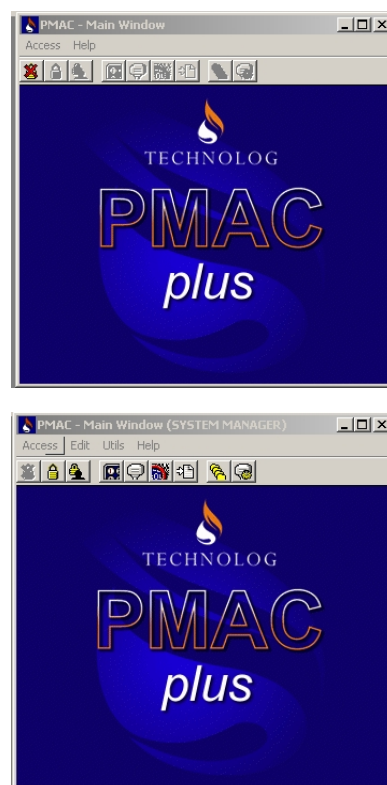 PMAC - Main Window
Access Help
TECHNOLOG
PMAC
plus
PMAC - Main Window (SYSTEM MANAGER)
Access Edit Utils Help
TECHNOLOG
PMAC
plus